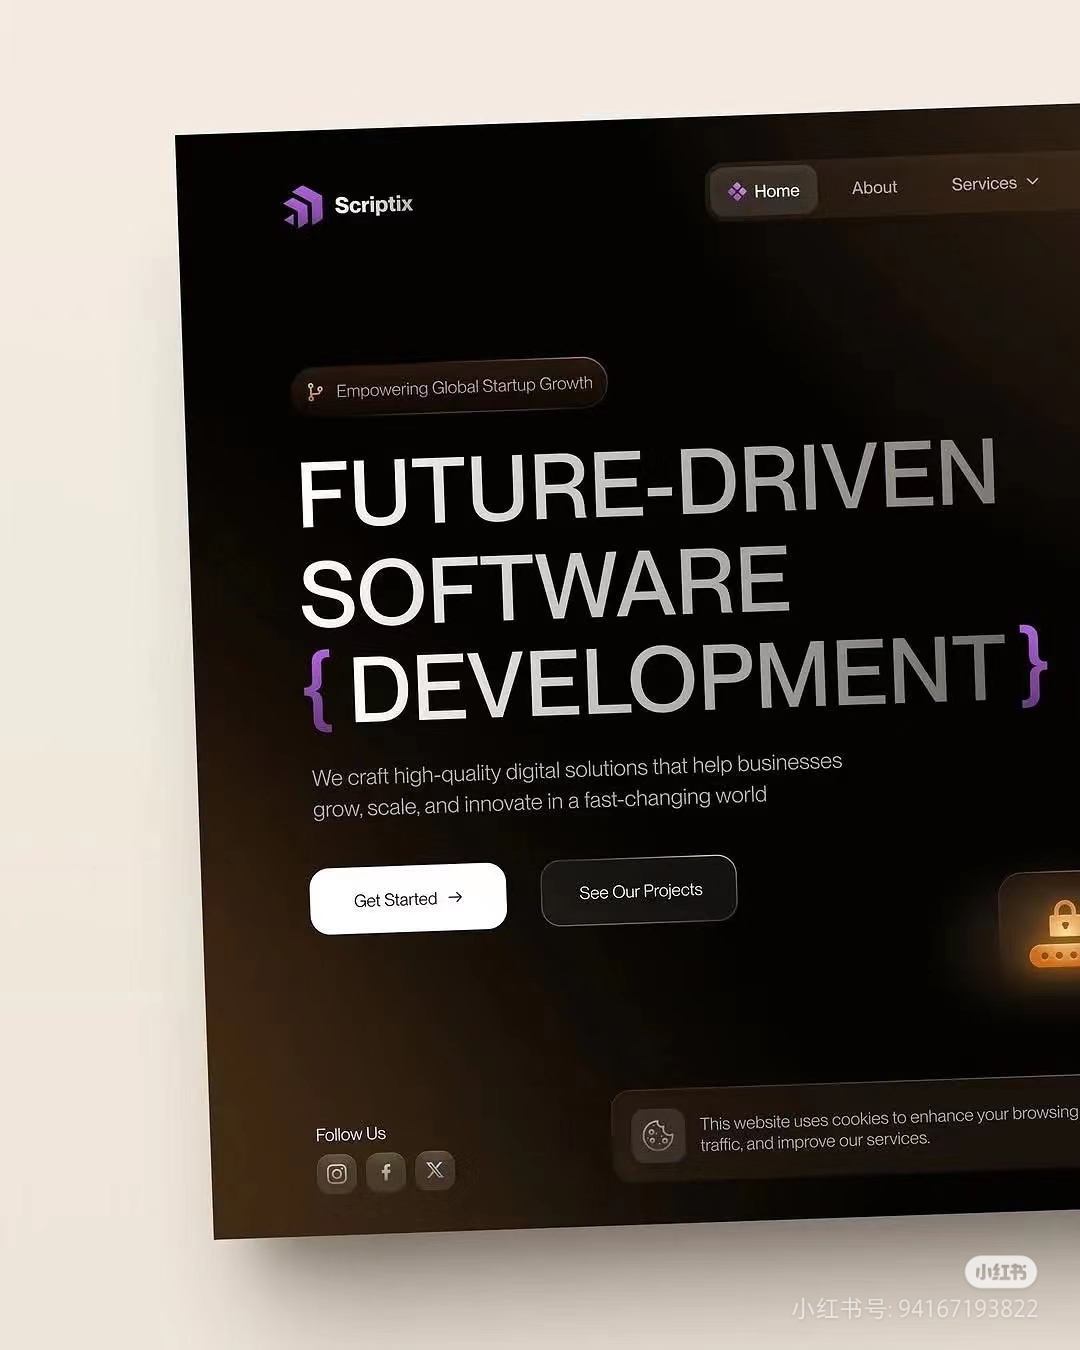 Scriptix
Home
About
Services
Empowering Global Startup Growth
FUTURE-DRIVEN
SOFTWARE
{ DEVELOPMENT }
We craft high-quality digital solutions that help businesses
grow, scale, and innovate in a fast-changing world
Get Started →
See Our Projects
Follow Us
This website uses cookies to enhance your browsing
traffic, and improve our services.
小红书
小红书号: 94167193822